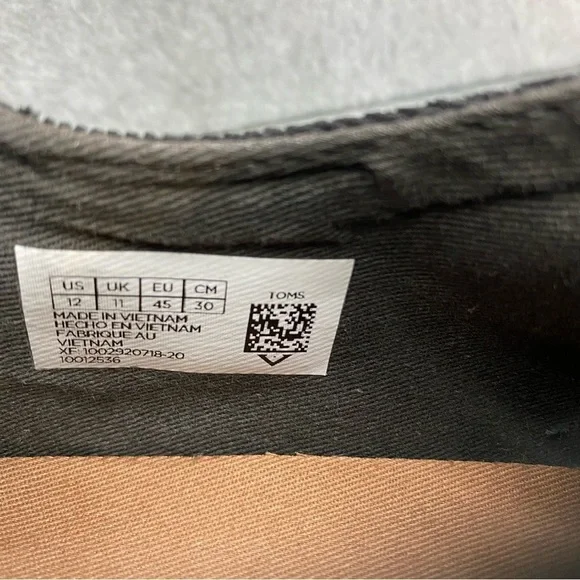 US UK EU CM
12 11 45 30
TOMS
MADE IN VIETNAM
HECHO EN VIETNAM
FABRIQUE AU
VIETNAM
XF: 1002920718-20
10012536